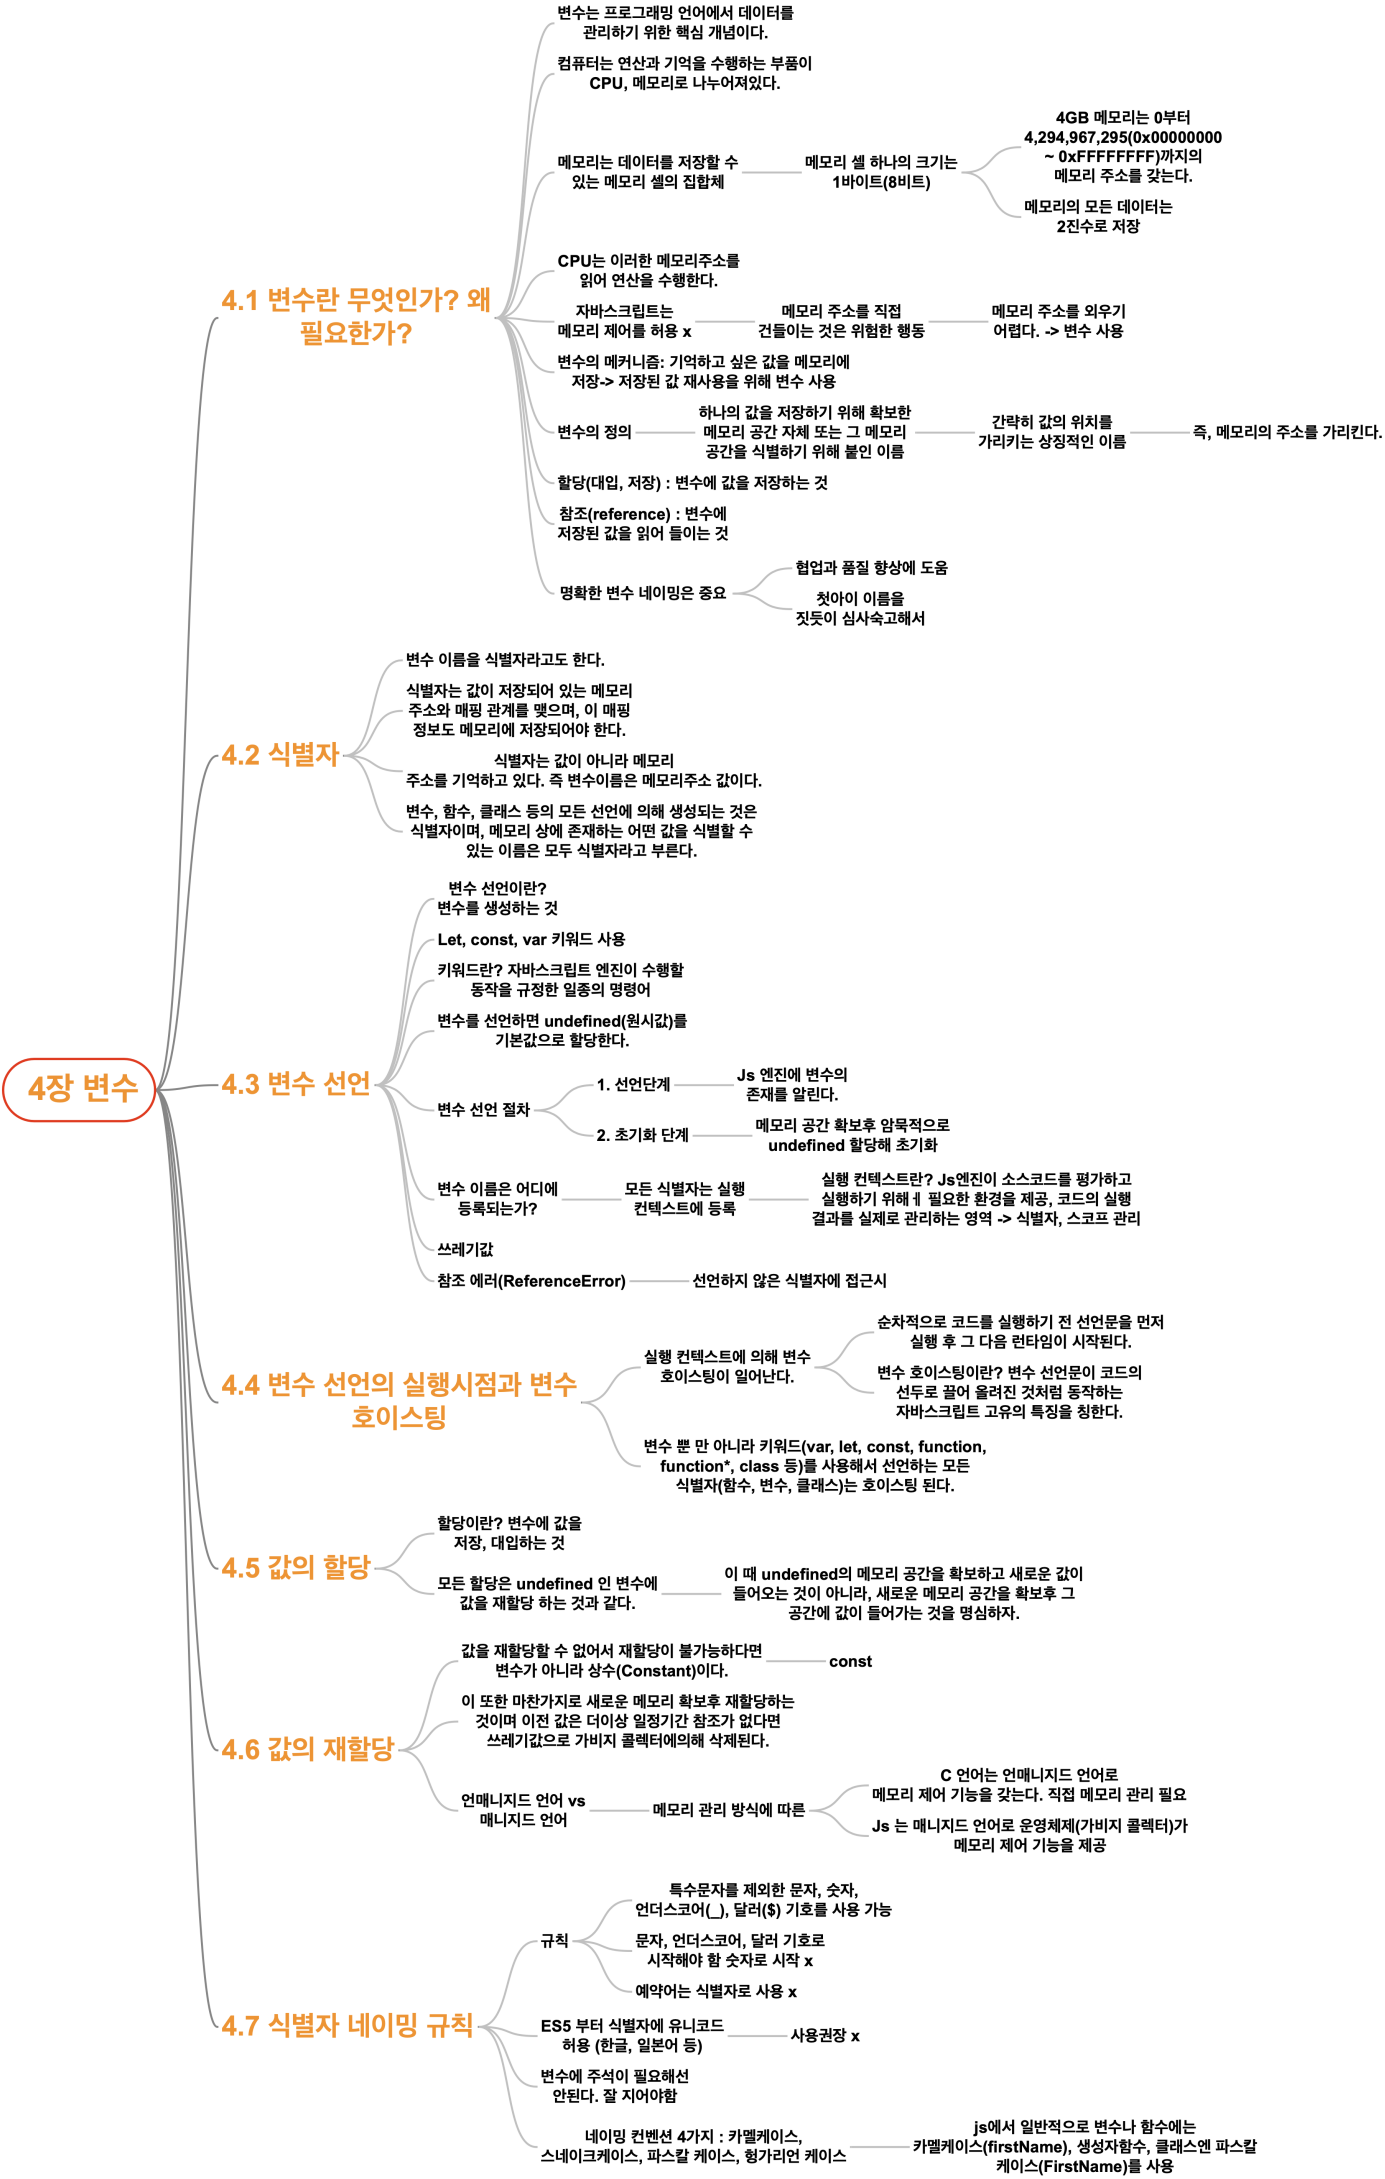 4장 변수
4.1 변수란 무엇인가? 왜
필요한가?
변수는 프로그래밍 언어에서 데이터를
관리하기 위한 핵심 개념이다.
컴퓨터는 연산과 기억을 수행하는 부품이
CPU, 메모리로 나누어져있다.
메모리는 데이터를 저장할 수
있는 메모리 셀의 집합체
메모리 셀 하나의 크기는
1바이트(8비트)
4GB 메모리는 0부터
4,294,967,295(0x00000000
~ 0xFFFFFFFF)까지의
메모리 주소를 갖는다.
메모리의 모든 데이터는
2진수로 저장
CPU는 이러한 메모리주소를
읽어 연산을 수행한다.
자바스크립트는
메모리 제어를 허용 x
메모리 주소를 직접
건들이는 것은 위험한 행동
메모리 주소를 외우기
어렵다. -> 변수 사용
변수의 메커니즘: 기억하고 싶은 값을 메모리에
저장-> 저장된 값 재사용을 위해 변수 사용
변수의 정의
하나의 값을 저장하기 위해 확보한
메모리 공간 자체 또는 그 메모리
공간을 식별하기 위해 붙인 이름
간략히 값의 위치를
가리키는 상징적인 이름
즉, 메모리의 주소를 가리킨다.
할당(대입, 저장) : 변수에 값을 저장하는 것
참조(reference) : 변수에
저장된 값을 읽어 들이는 것
명확한 변수 네이밍은 중요
협업과 품질 향상에 도움
첫아이 이름을
짓듯이 심사숙고해서
4.2 식별자
변수 이름을 식별자라고도 한다.
식별자는 값이 저장되어 있는 메모리
주소와 매핑 관계를 맺으며, 이 매핑
정보도 메모리에 저장되어야 한다.
식별자는 값이 아니라 메모리
주소를 기억하고 있다. 즉 변수이름은 메모리주소 값이다.
변수, 함수, 클래스 등의 모든 선언에 의해 생성되는 것은
식별자이며, 메모리 상에 존재하는 어떤 값을 식별할 수
있는 이름은 모두 식별자라고 부른다.
4.3 변수 선언
변수 선언이란?
변수를 생성하는 것
Let, const, var 키워드 사용
키워드란? 자바스크립트 엔진이 수행할
동작을 규정한 일종의 명령어
변수를 선언하면 undefined(원시값)를
기본값으로 할당한다.
변수 선언 절차
1. 선언단계
Js 엔진에 변수의
존재를 알린다.
2. 초기화 단계
메모리 공간 확보후 암묵적으로
undefined 할당해 초기화
변수 이름은 어디에
등록되는가?
모든 식별자는 실행
컨텍스트에 등록
실행 컨텍스트란? Js엔진이 소스코드를 평가하고
실행하기 위해ㅔ 필요한 환경을 제공, 코드의 실행
결과를 실제로 관리하는 영역 -> 식별자, 스코프 관리
쓰레기값
참조 에러(ReferenceError)
선언하지 않은 식별자에 접근시
4.4 변수 선언의 실행시점과 변수
호이스팅
실행 컨텍스트에 의해 변수
호이스팅이 일어난다.
순차적으로 코드를 실행하기 전 선언문을 먼저
실행 후 그 다음 런타임이 시작된다.
변수 호이스팅이란? 변수 선언문이 코드의
선두로 끌어 올려진 것처럼 동작하는
자바스크립트 고유의 특징을 칭한다.
변수 뿐 만 아니라 키워드(var, let, const, function,
function*, class 등)를 사용해서 선언하는 모든
식별자(함수, 변수, 클래스)는 호이스팅 된다.
4.5 값의 할당
할당이란? 변수에 값을
저장, 대입하는 것
모든 할당은 undefined 인 변수에
값을 재할당 하는 것과 같다.
이 때 undefined의 메모리 공간을 확보하고 새로운 값이
들어오는 것이 아니라, 새로운 메모리 공간을 확보후 그
공간에 값이 들어가는 것을 명심하자.
4.6 값의 재할당
값을 재할당할 수 없어서 재할당이 불가능하다면
변수가 아니라 상수(Constant)이다.
const
이 또한 마찬가지로 새로운 메모리 확보후 재할당하는
것이며 이전 값은 더이상 일정기간 참조가 없다면
쓰레기값으로 가비지 콜렉터에의해 삭제된다.
언매니지드 언어 vs
매니지드 언어
메모리 관리 방식에 따른
C 언어는 언매니지드 언어로
메모리 제어 기능을 갖는다. 직접 메모리 관리 필요
Js 는 매니지드 언어로 운영체제(가비지 콜렉터)가
메모리 제어 기능을 제공
4.7 식별자 네이밍 규칙
규칙
특수문자를 제외한 문자, 숫자,
언더스코어(_), 달러($) 기호를 사용 가능
문자, 언더스코어, 달러 기호로
시작해야 함 숫자로 시작 x
예약어는 식별자로 사용 x
ES5 부터 식별자에 유니코드
허용 (한글, 일본어 등)
사용권장 x
변수에 주석이 필요해선
안된다. 잘 지어야함
네이밍 컨벤션 4가지 : 카멜케이스,
스네이크케이스, 파스칼 케이스, 헝가리언 케이스
js에서 일반적으로 변수나 함수에는
카멜케이스(firstName), 생성자함수, 클래스엔 파스칼
케이스(FirstName)를 사용